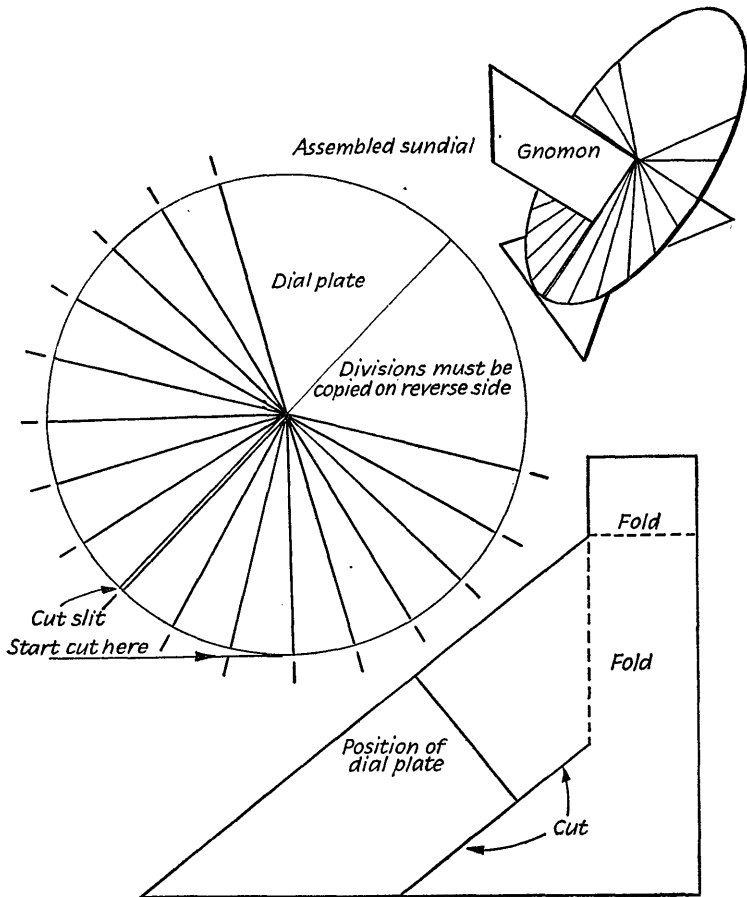 Assembled sundial
Gnomon
Dial plate
Divisions must be
copied on reverse side
Cut slit
Start cut here
Fold
Fold
Position of
dial plate
Cut